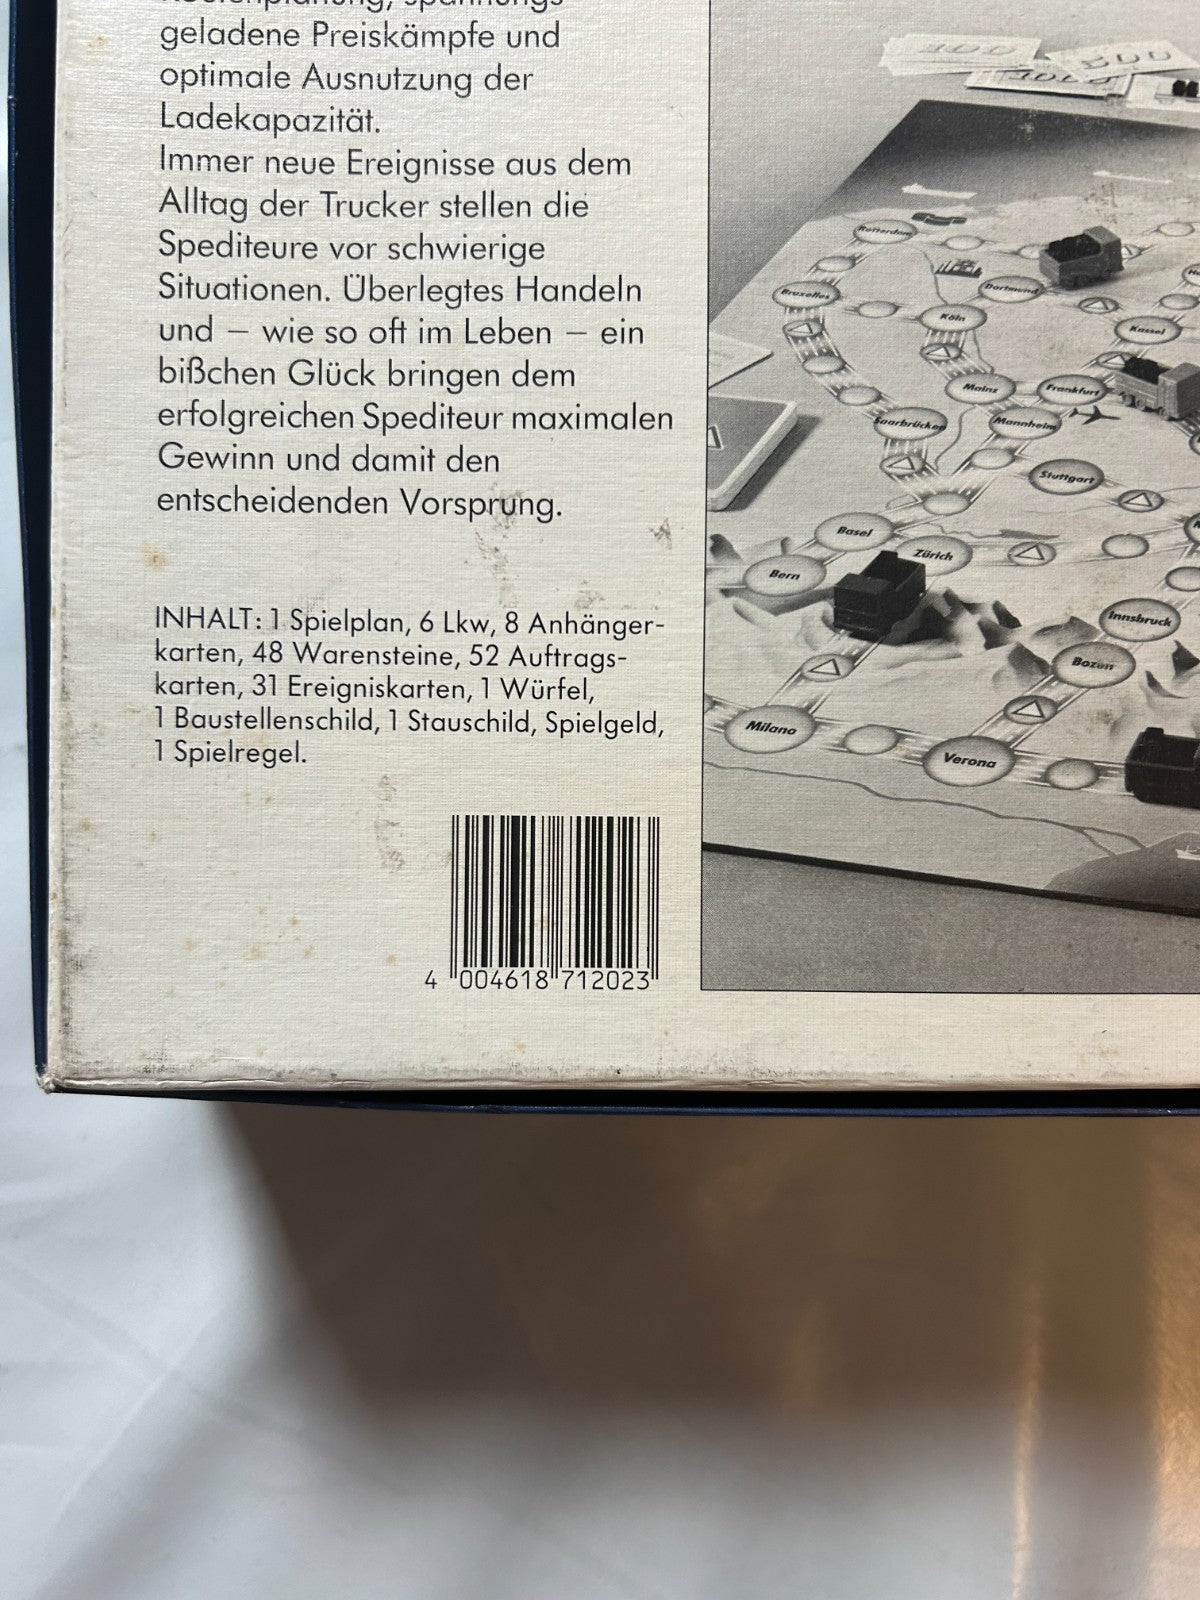 geladene Preiskämpfe und
optimale Ausnutzung der
Ladekapazität.
Immer neue Ereignisse aus dem
Alltag der Trucker stellen die
Spediteure vor schwierige
Situationen. Überlegtes Handeln
und – wie so oft im Leben – ein
bißchen Glück bringen dem
erfolgreichen Spediteur maximalen
Gewinn und damit den
entscheidenden Vorsprung.
INHALT: 1 Spielplan, 6 Lkw, 8 Anhänger-
karten, 48 Warensteine, 52 Auftrags-
karten, 31 Ereigniskarten, 1 Würfel,
1 Baustellenschild, 1 Stauschild, Spielgeld,
1 Spielregel.
4 004618 712023
Rotterdam
Bruxelles
Dortmund
Köln
Kassel
Mainz
Frankfurt
Saarbrücken
Mannheim
Stuttgart
Basel
Zürich
Bern
Innsbruck
Bozen
Milano
Verona